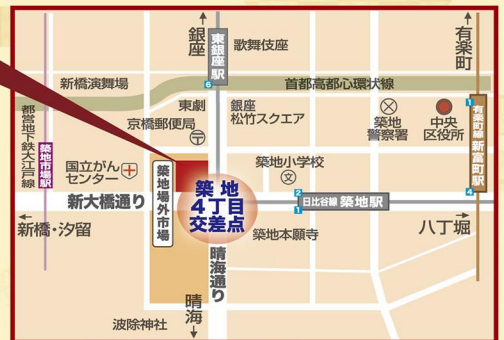 銀座
東銀座駅
6
歌舞伎座
有楽町
新橋演舞場
首都高都心環状線
東劇
京橋郵便局
銀座
松竹スクエア
築地
警察署
中央
区役所
1
有楽町線 新富町駅
4
都営地下鉄大江戸線
築地市場駅
国立がん
センター
築地場外市場
築地小学校
文
築地
4丁目
交差点
2
1
日比谷線 築地駅
新大橋通り
新橋・汐留
八丁堀
築地本願寺
晴海通り
晴海
波除神社